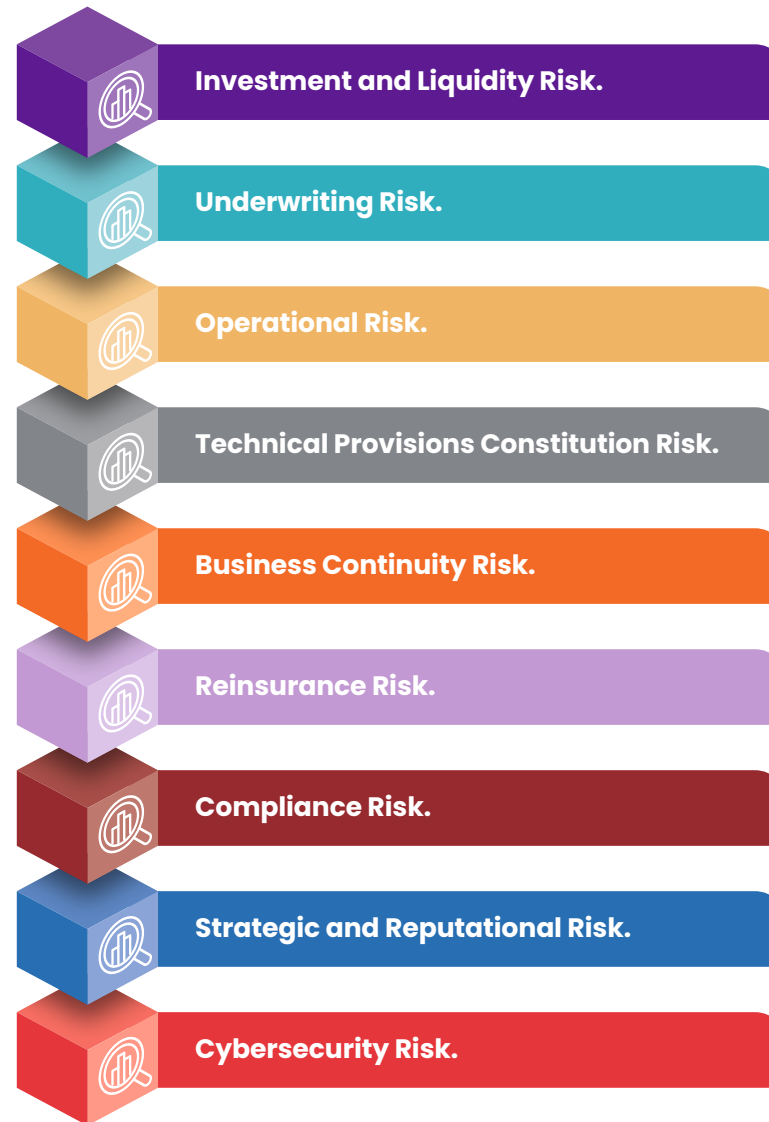 Investment and Liquidity Risk.
Underwriting Risk.
Operational Risk.
Technical Provisions Constitution Risk.
Business Continuity Risk.
Reinsurance Risk.
Compliance Risk.
Strategic and Reputational Risk.
Cybersecurity Risk.